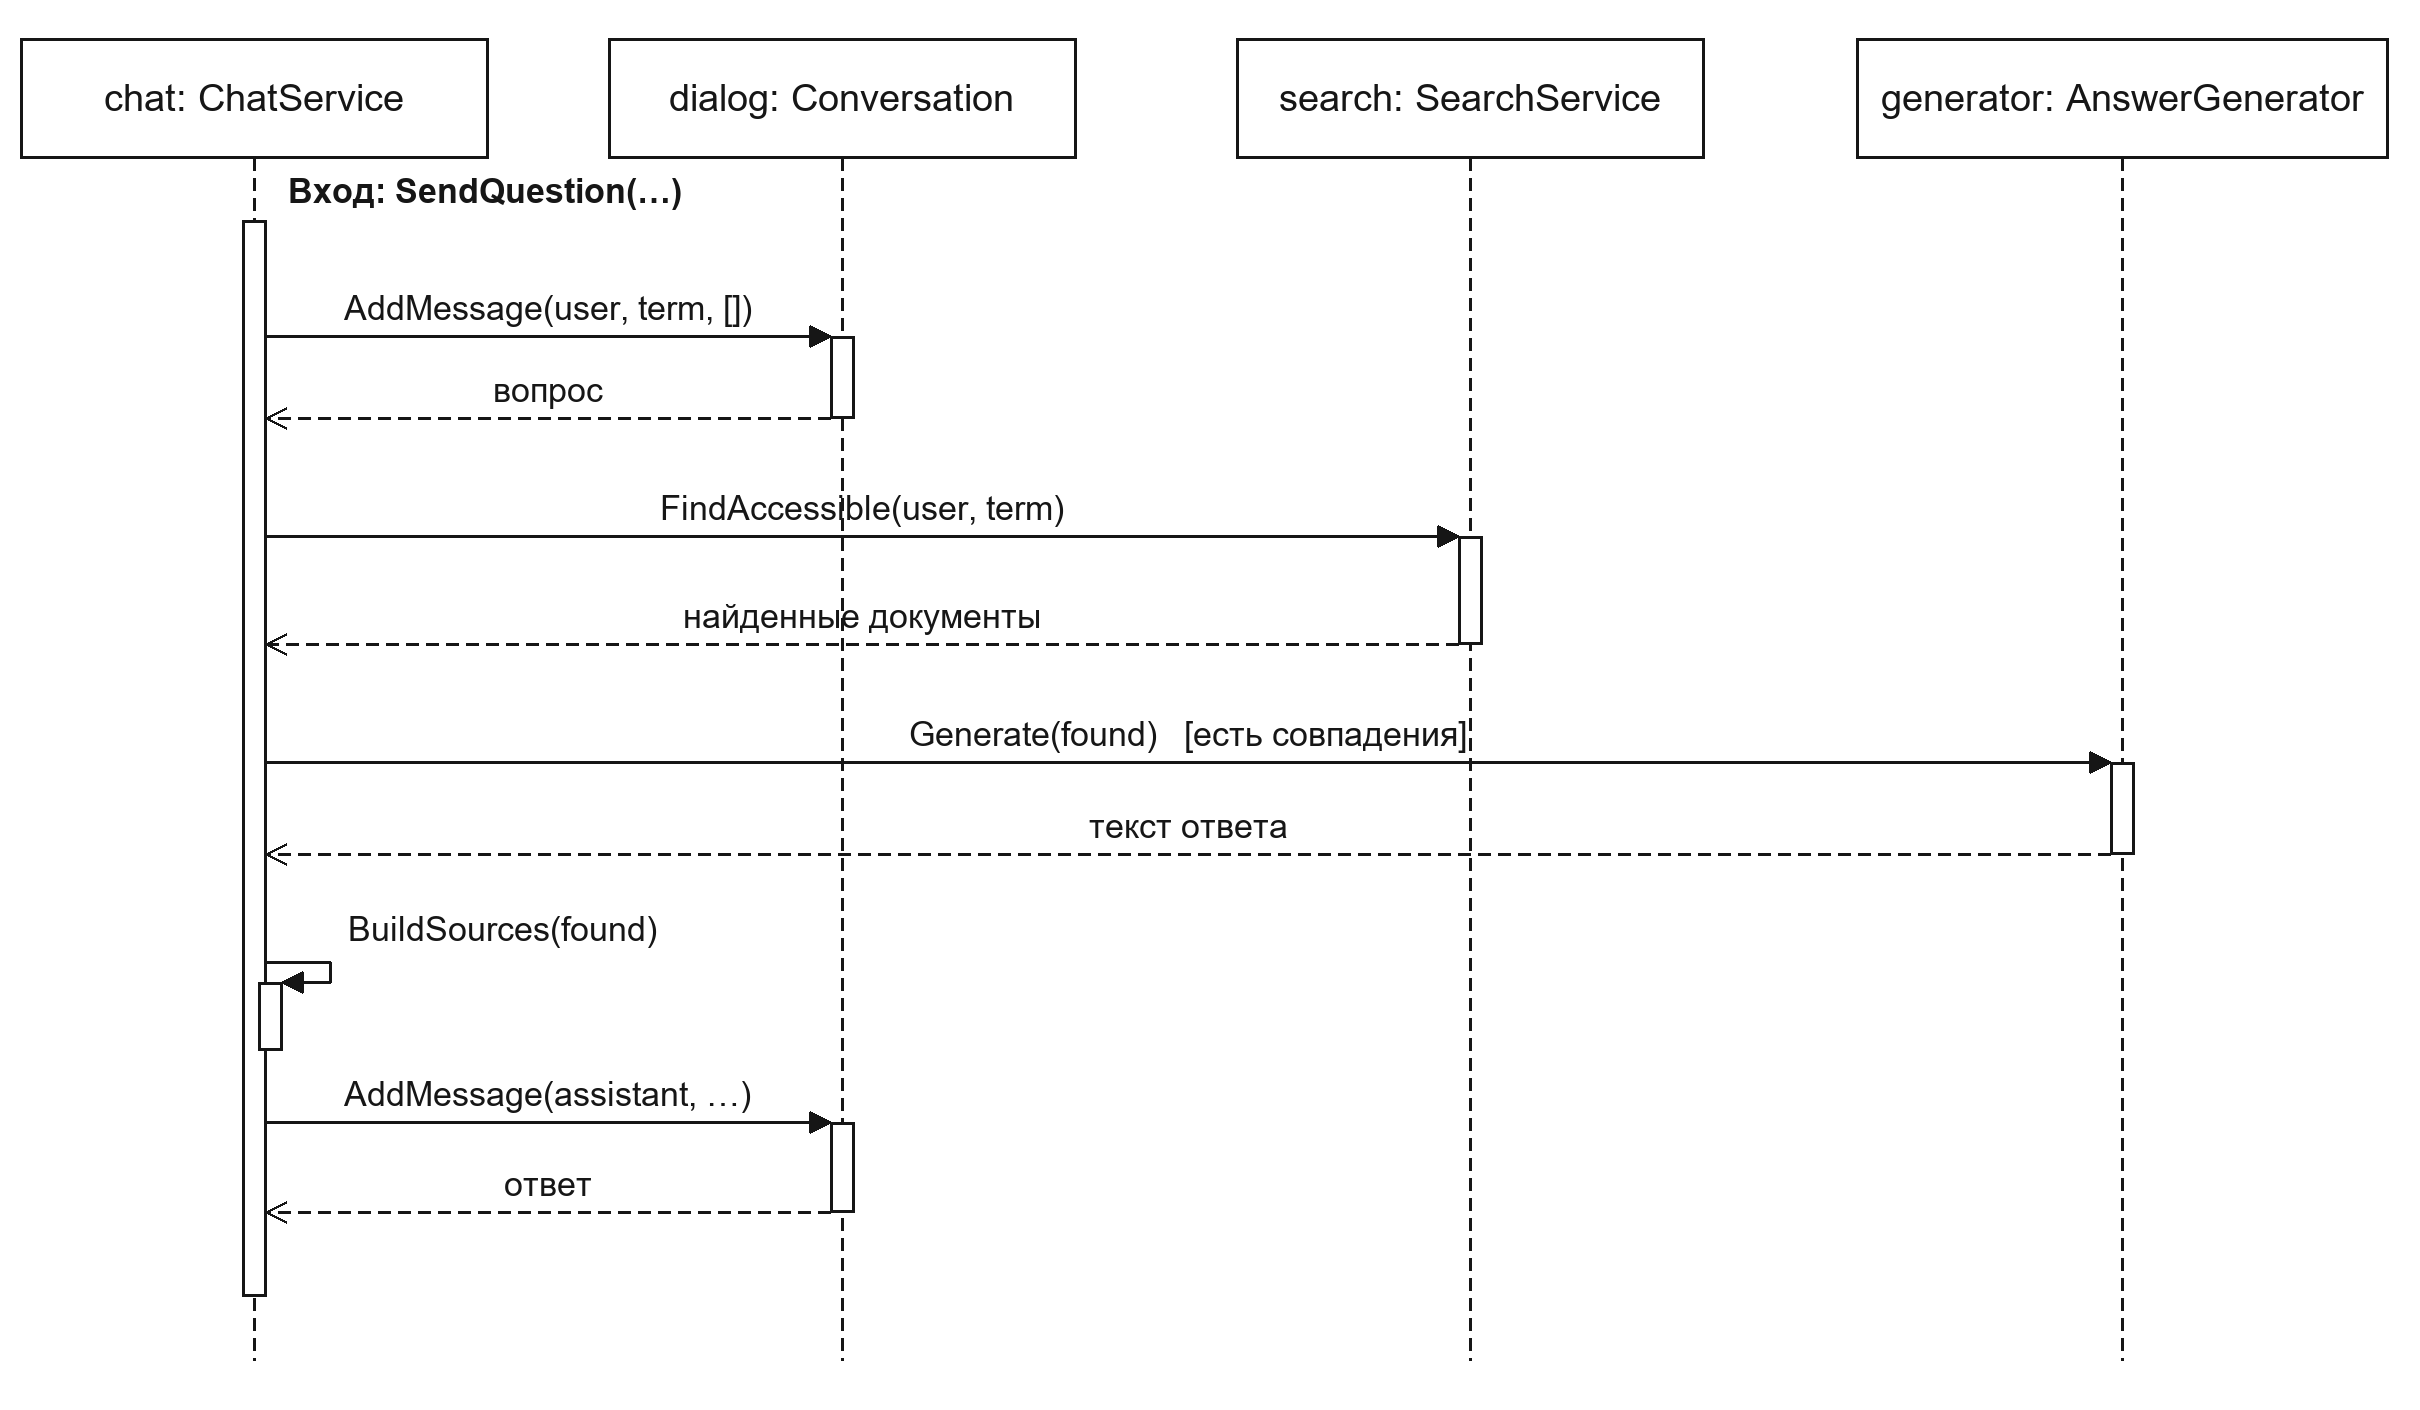 chat: ChatService
dialog: Conversation
search: SearchService
generator: AnswerGenerator
Вход: SendQuestion(…)
AddMessage(user, term, [])
вопрос
FindAccessible(user, term)
найденные документы
Generate(found) [есть совпадения]
текст ответа
BuildSources(found)
AddMessage(assistant, …)
ответ